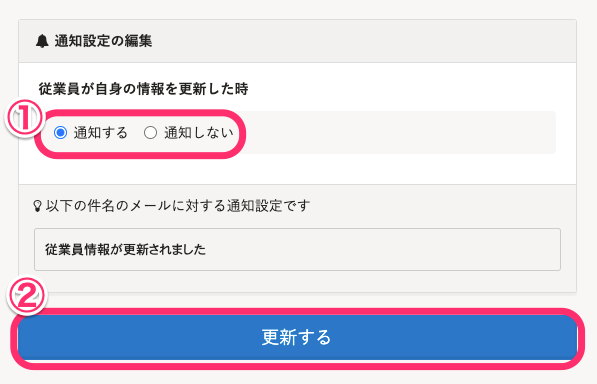 通知設定の編集
従業員が自身の情報を更新した時
①
通知する 通知しない
以下の件名のメールに対する通知設定です
従業員情報が更新されました
②
更新する